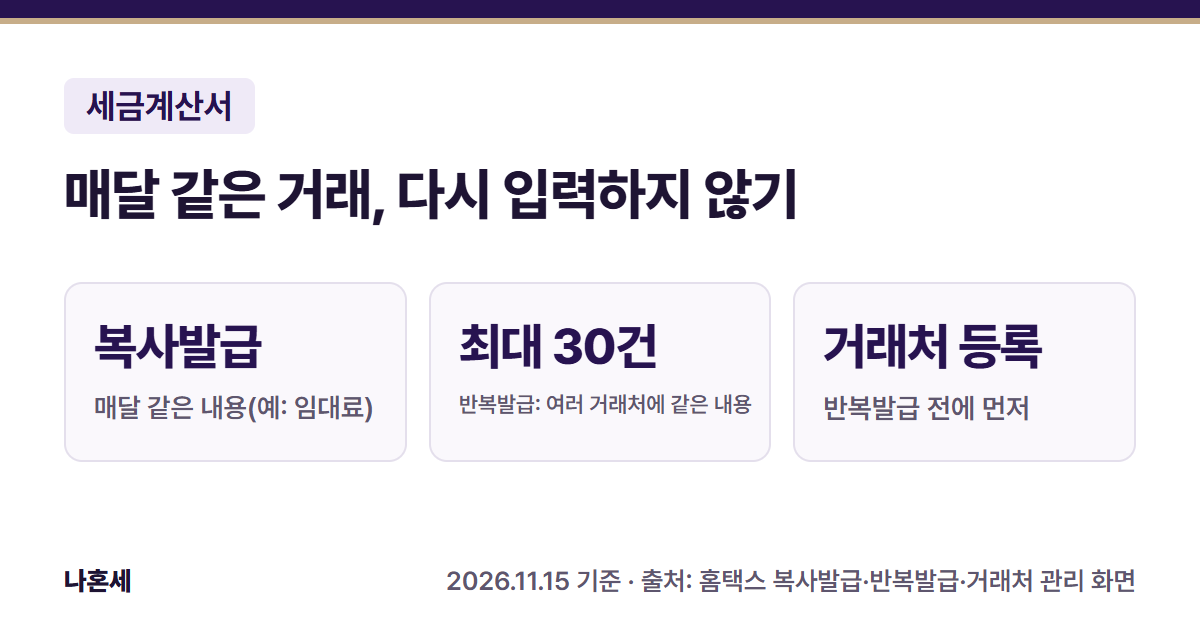 세금계산서
매달 같은 거래, 다시 입력하지 않기
복사발급
매달 같은 내용(예: 임대료)
최대 30건
반복발급: 여러 거래처에 같은 내용
거래처 등록
반복발급 전에 먼저
나혼세
2026.11.15 기준 · 출처: 홈택스 복사발급·반복발급·거래처 관리 화면